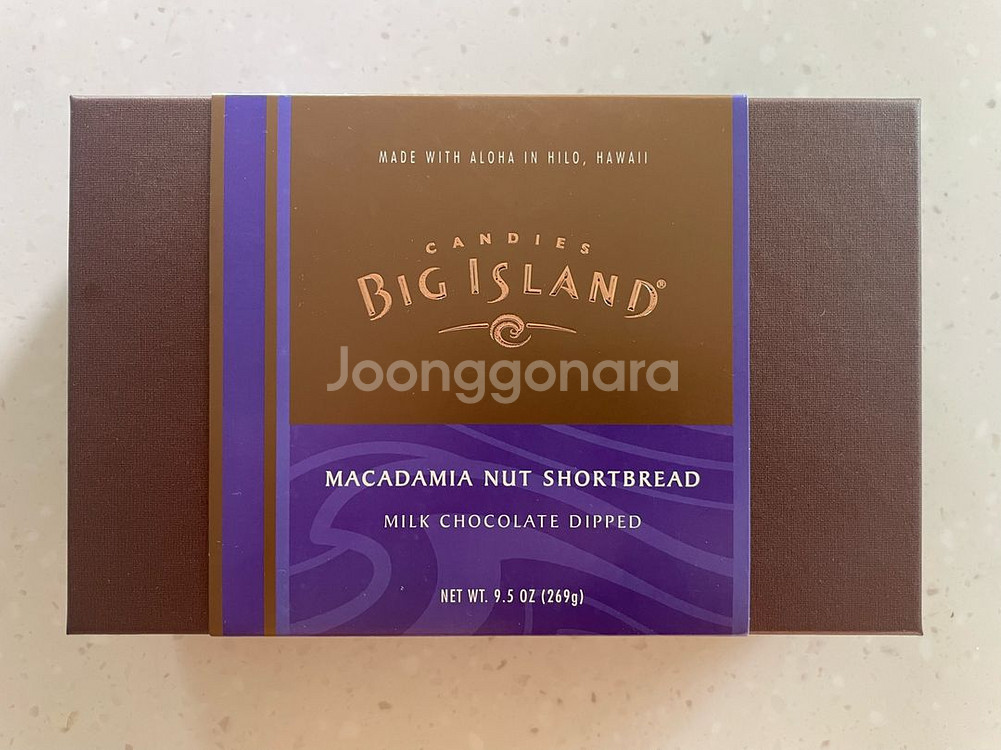 MADE WITH ALOHA IN HILO, HAWAII
CANDIES
BIG ISLAND®
Joonggonara
MACADAMIA NUT SHORTBREAD
MILK CHOCOLATE DIPPED
NET WT. 9.5 OZ (269g)